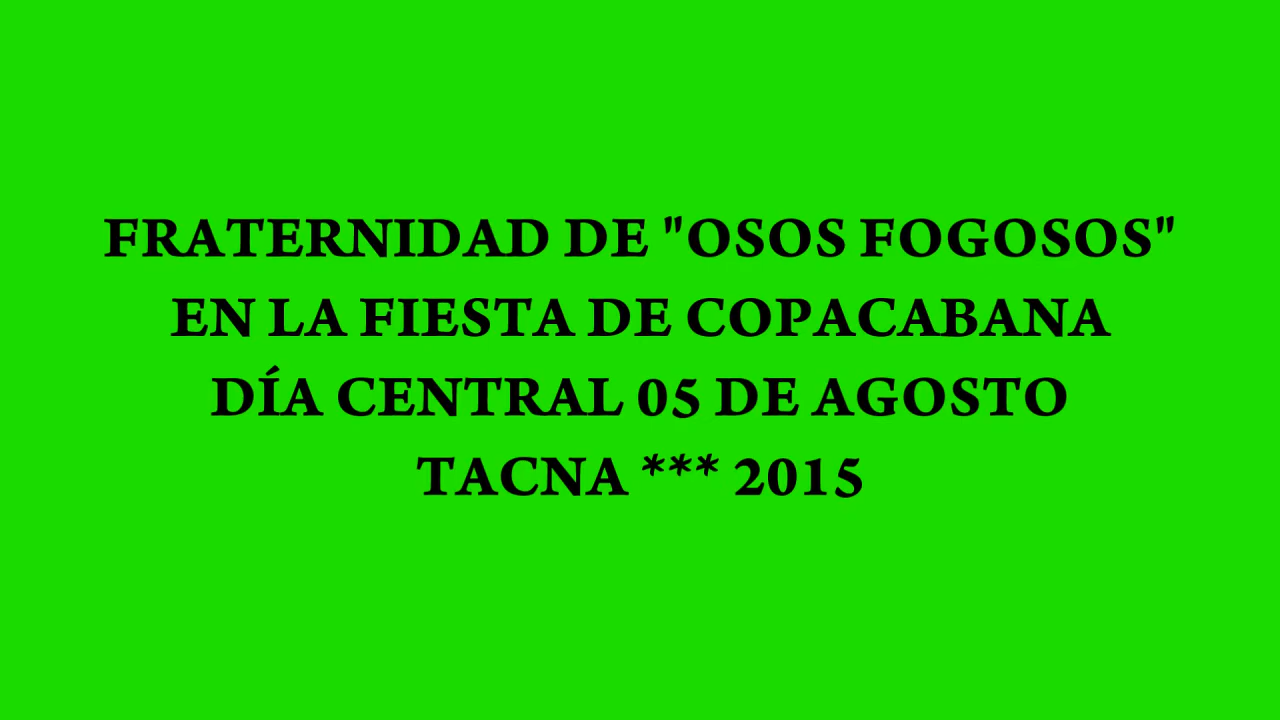 FRATERNIDAD DE "OSOS FOGOSOS"
EN LA FIESTA DE COPACABANA
DÍA CENTRAL 05 DE AGOSTO
TACNA *** 2015